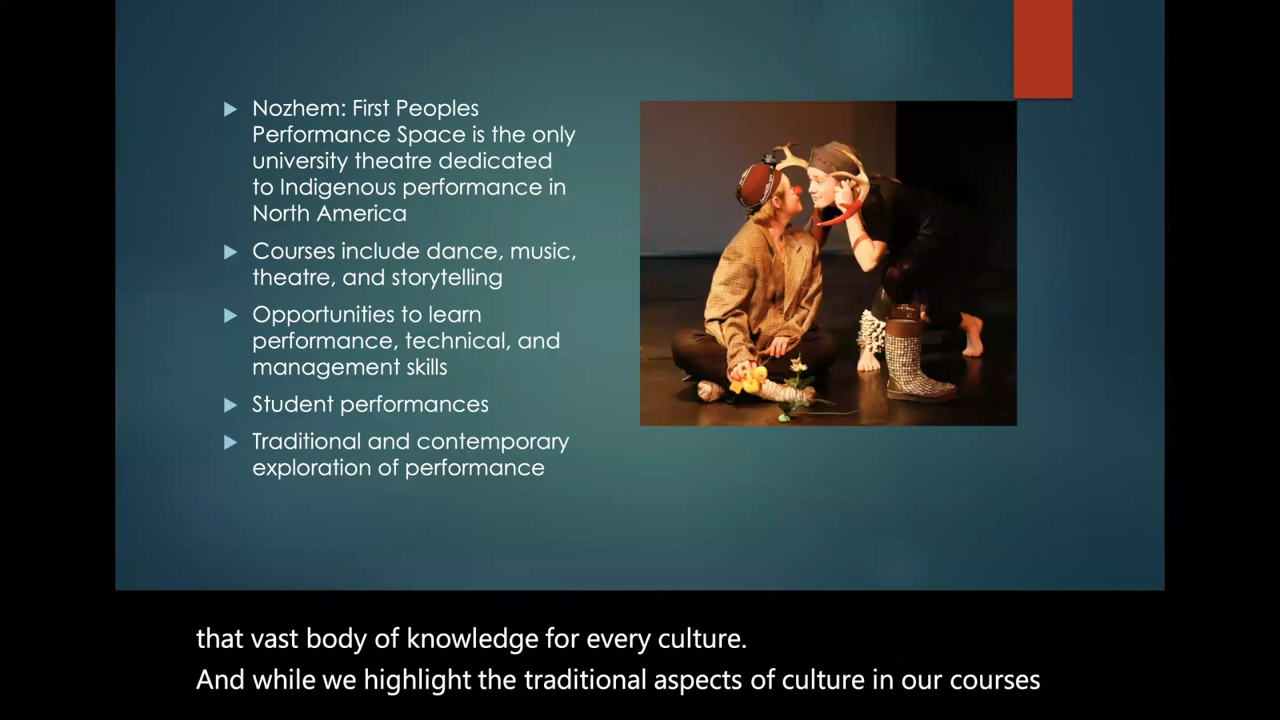 Nozhem: First Peoples
Performance Space is the only
university theatre dedicated
to Indigenous performance in
North America
Courses include dance, music,
theatre, and storytelling
Opportunities to learn
performance, technical, and
management skills
Student performances
Traditional and contemporary
exploration of performance
that vast body of knowledge for every culture.
And while we highlight the traditional aspects of culture in our courses